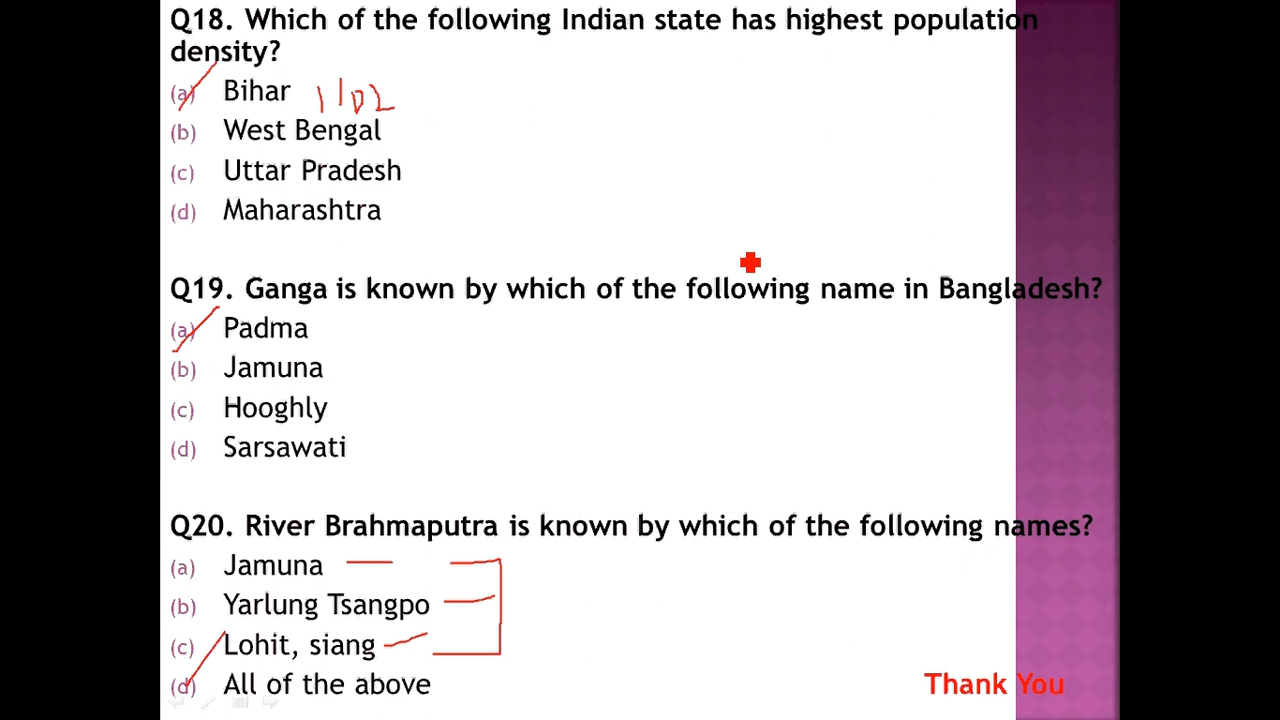 Q18. Which of the following Indian state has highest population
density?
(a) Bihar 1102
(b) West Bengal
(c) Uttar Pradesh
(d) Maharashtra
Q19. Ganga is known by which of the following name in Bangladesh?
(a) Padma
(b) Jamuna
(c) Hooghly
(d) Sarsawati
Q20. River Brahmaputra is known by which of the following names?
(a) Jamuna
(b) Yarlung Tsangpo
(c) Lohit, siang
(d) All of the above
Thank You